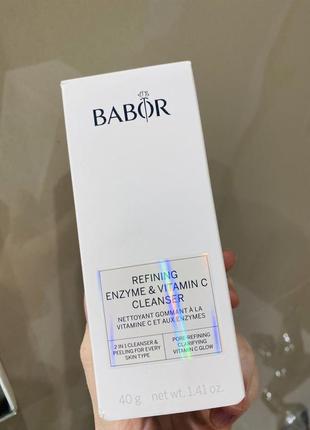 BABOR
REFINING
ENZYME & VITAMIN C
CLEANSER
NETTOYANT GOMMANT À LA
VITAMINE C ET AUX ENZYMES
2 IN 1 CLEANSER &
PEELING FOR EVERY
SKIN TYPE
PORE REFINING
CLARIFYING
VITAMIN C GLOW
40 g net wt. 1.41 oz.